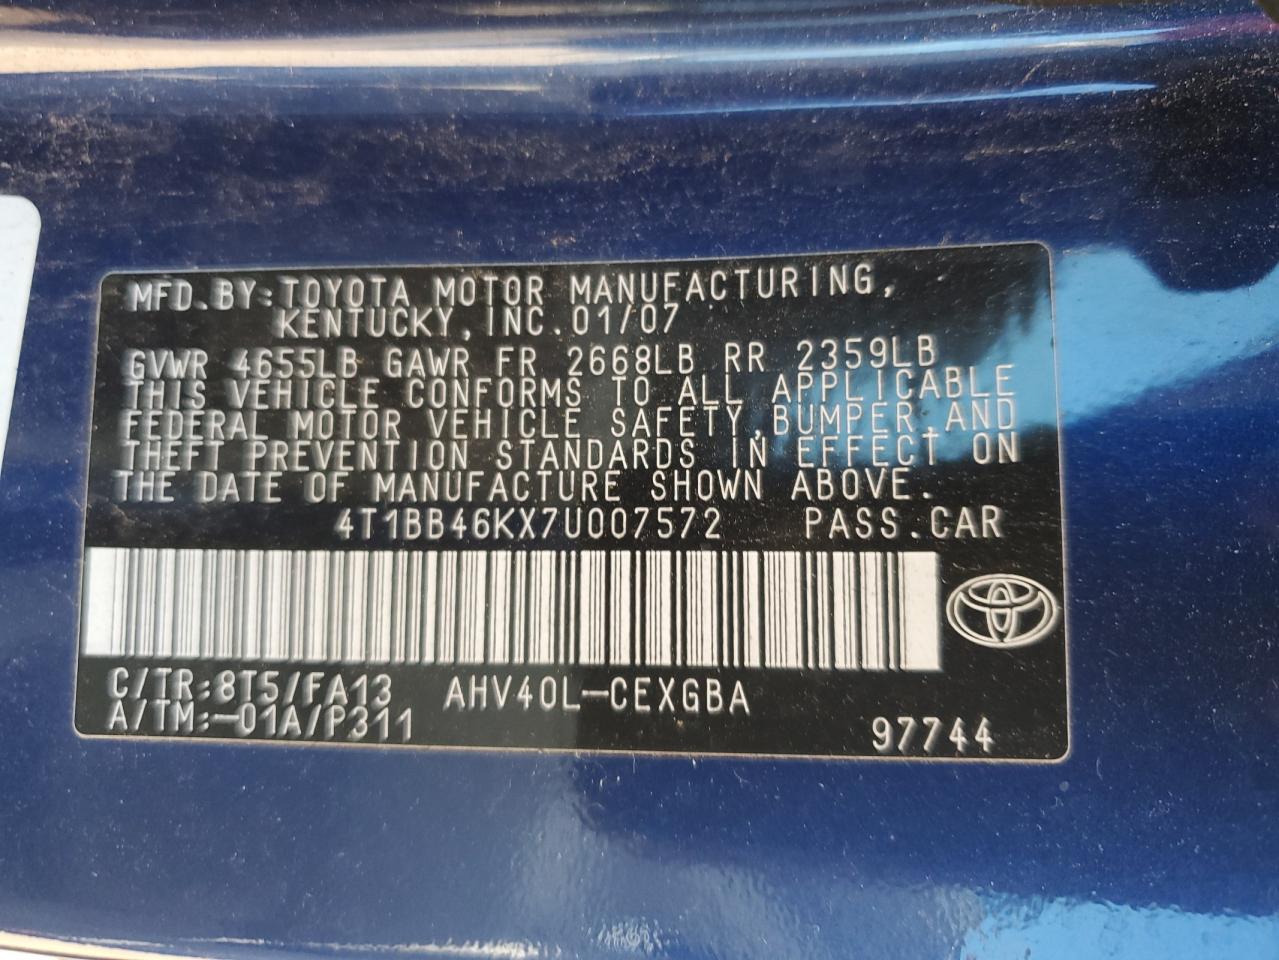 MFD.BY:TOYOTA MOTOR MANUFACTURING,
KENTUCKY, INC. 01/07
GVWR 4655LB GAWR FR 2668LB RR 2359LB
THIS VEHICLE CONFORMS TO ALL APPLICABLE
FEDERAL MOTOR VEHICLE SAFETY, BUMPER, AND
THEFT PREVENTION STANDARDS IN EFFECT ON
THE DATE OF MANUFACTURE SHOWN ABOVE.
4T1BB46KX7U007572 PASS.CAR
C/TR:8T5/FA13 AHV40L-CEXGBA
A/TM:-01A/P311
97744